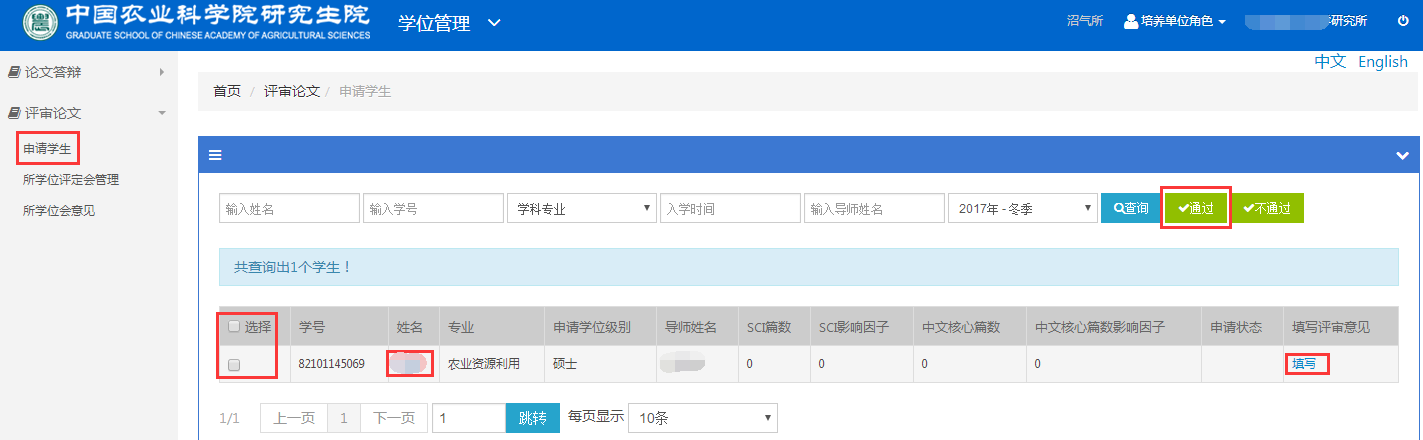 中国农业科学院研究生院
GRADUATE SCHOOL OF CHINESE ACADEMY OF AGRICULTURAL SCIENCES
学位管理 沼气所 培养单位角色 研究所
中文 English
论文答辩
评审论文
申请学生
所学位评定会管理
所学位会意见
首页 / 评审论文 / 申请学生
输入姓名 输入学号 学科专业 入学时间 输入导师姓名 2017年 - 冬季 查询 通过 不通过
共查询出1个学生！
选择 学号 姓名 专业 申请学位级别 导师姓名 SCI篇数 SCI影响因子 中文核心篇数 中文核心篇数影响因子 申请状态 填写评审意见
82101145069 农业资源利用 硕士 0 0 0 0 填写
1/1 上一页 1 下一页 1 跳转 每页显示 10条